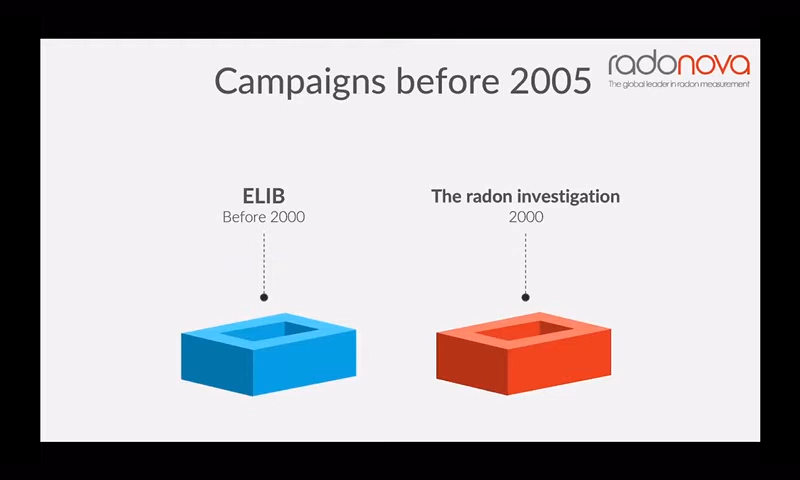 radonova
The global leader in radon measurement
Campaigns before 2005
ELIB
Before 2000
The radon investigation
2000